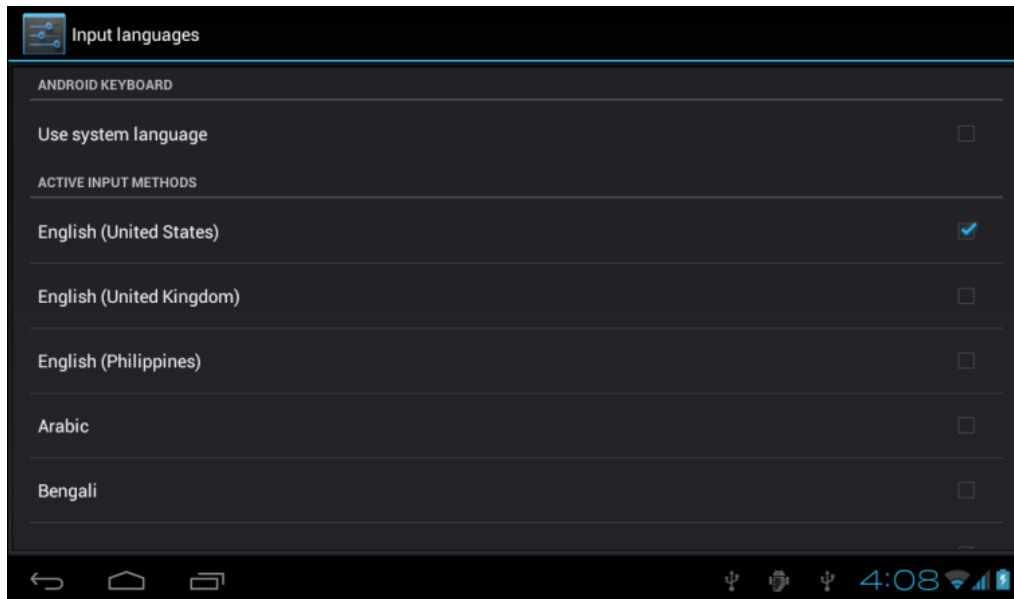 Input languages
ANDROID KEYBOARD
Use system language
ACTIVE INPUT METHODS
English (United States)
English (United Kingdom)
English (Philippines)
Arabic
Bengali
4:08